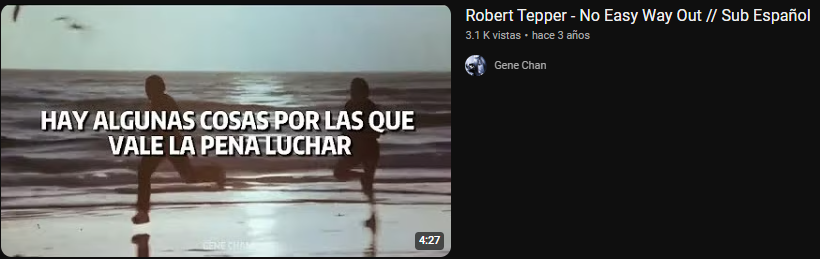 HAY ALGUNAS COSAS POR LAS QUE
VALE LA PENA LUCHAR
GENE CHAN
4:27
Robert Tepper - No Easy Way Out // Sub Español
3.1 K vistas • hace 3 años
Gene Chan